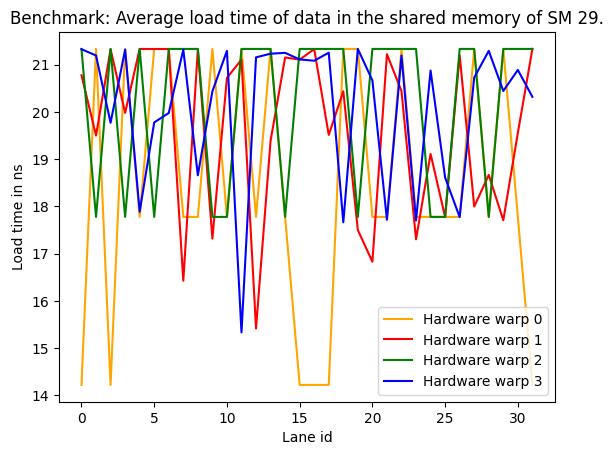 Benchmark: Average load time of data in the shared memory of SM 29.
Load time in ns
21
20
19
18
17
16
15
14
0
5
10
15
20
25
30
Lane id
Hardware warp 0
Hardware warp 1
Hardware warp 2
Hardware warp 3